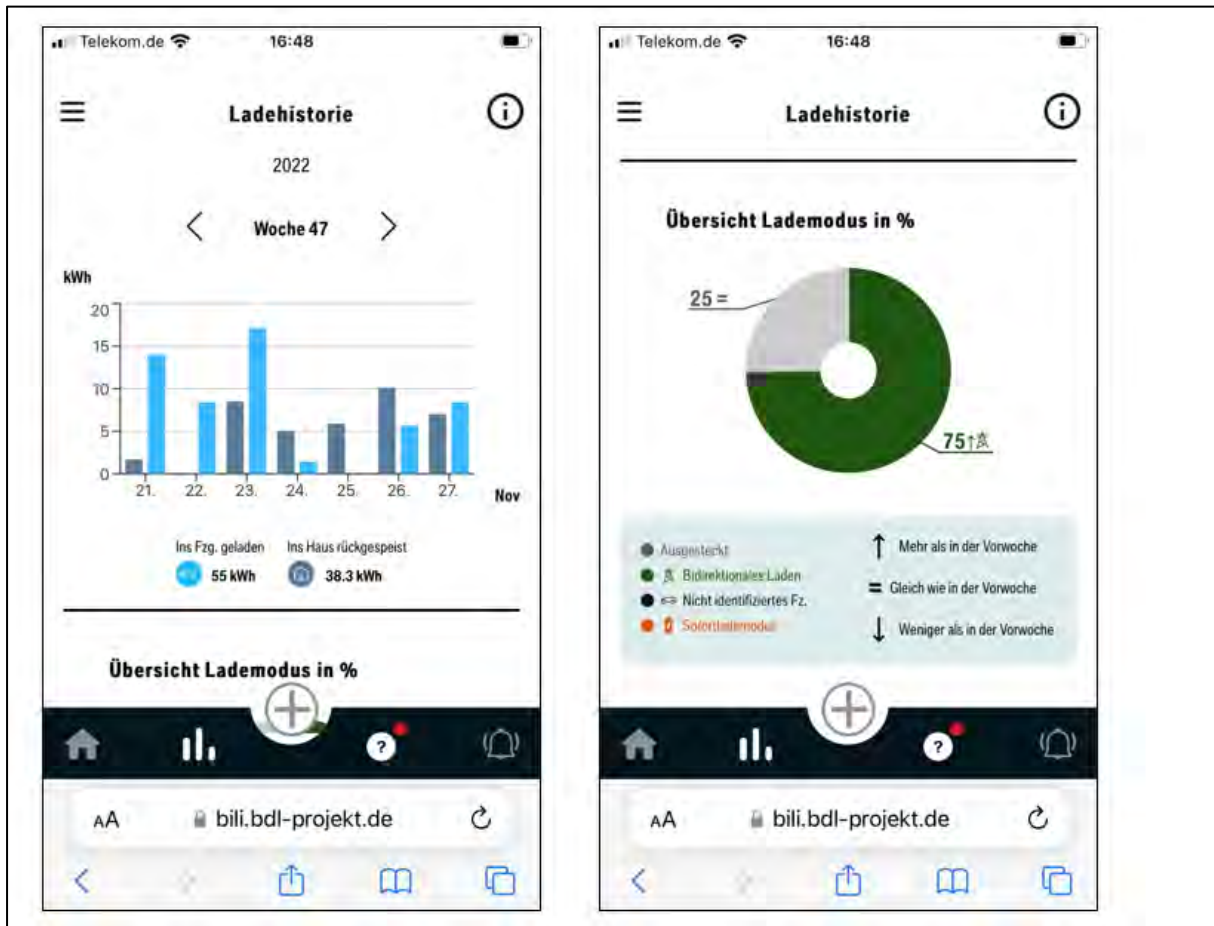 Telekom.de 16:48
Ladehistorie
2022
Woche 47
kWh
20
15
10
5
0
21. 22. 23. 24. 25. 26. 27.
Nov
Ins Fzg. geladen Ins Haus rückgespeist
55 kWh 38.3 kWh
Übersicht Lademodus in %
?
AA bili.bdl-projekt.de
Telekom.de 16:48
Ladehistorie
Übersicht Lademodus in %
25 =
75↑
Ausgesteckt
Bidirektionales Laden
Nicht identifiziertes Fz.
Sofortlademodus
↑ Mehr als in der Vorwoche
= Gleich wie in der Vorwoche
↓ Weniger als in der Vorwoche
?
AA bili.bdl-projekt.de